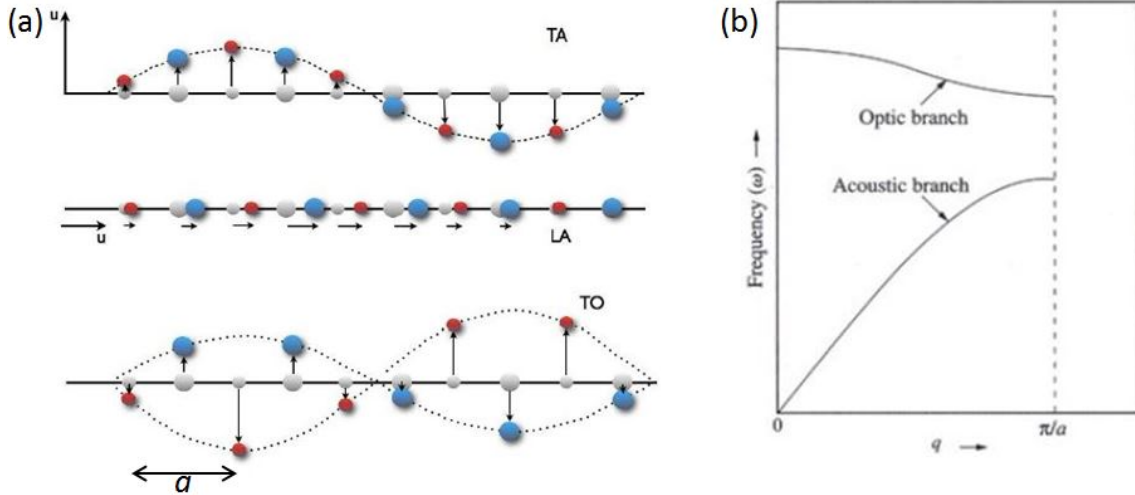 (a)
u
TA
u
LA
TO
a
(b)
Frequency (ω) →
Optic branch
Acoustic branch
0
π/a
q →